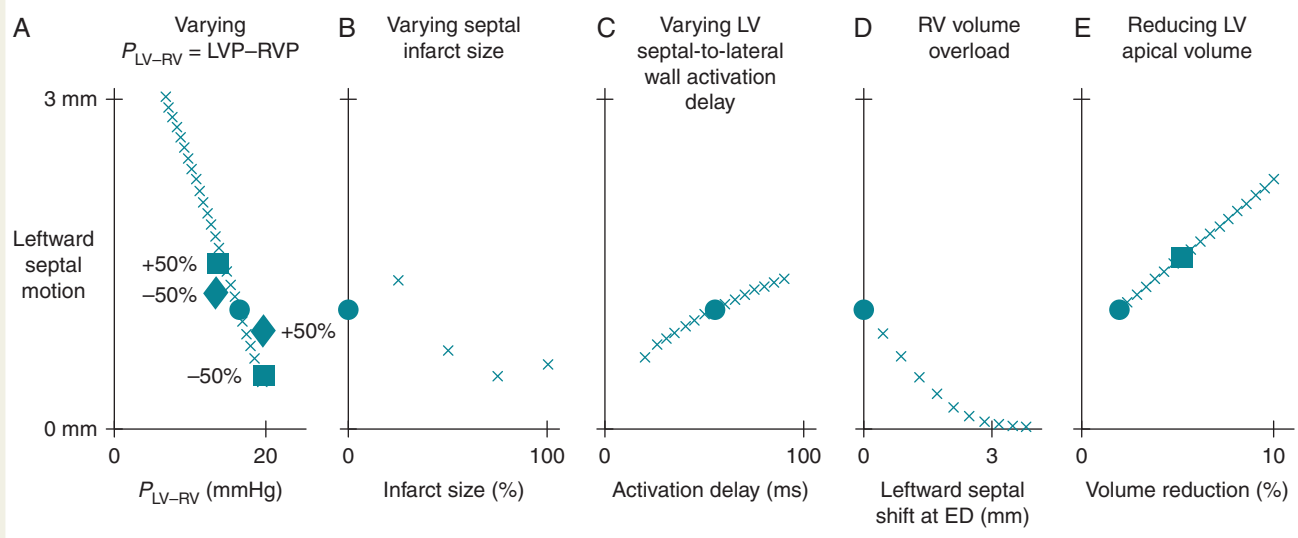 A
Varying
P_LV–RV = LVP–RVP
B
Varying septal
infarct size
C
Varying LV
septal-to-lateral
wall activation
delay
D
RV volume
overload
E
Reducing LV
apical volume
3 mm
Leftward
septal
motion
0 mm
+50%
–50%
+50%
–50%
0
20
P_LV–RV (mmHg)
0
100
Infarct size (%)
0
100
Activation delay (ms)
0
3
Leftward septal
shift at ED (mm)
0
10
Volume reduction (%)